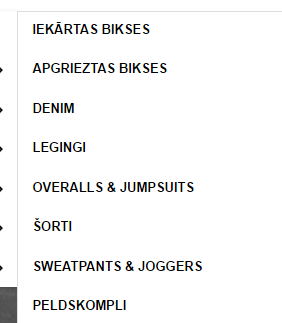 IEKĀRTAS BIKSES
APGRIEZTAS BIKSES
DENIM
LEGINGI
OVERALLS & JUMPSUITS
ŠORTI
SWEATPANTS & JOGGERS
PELDSKOMPLI